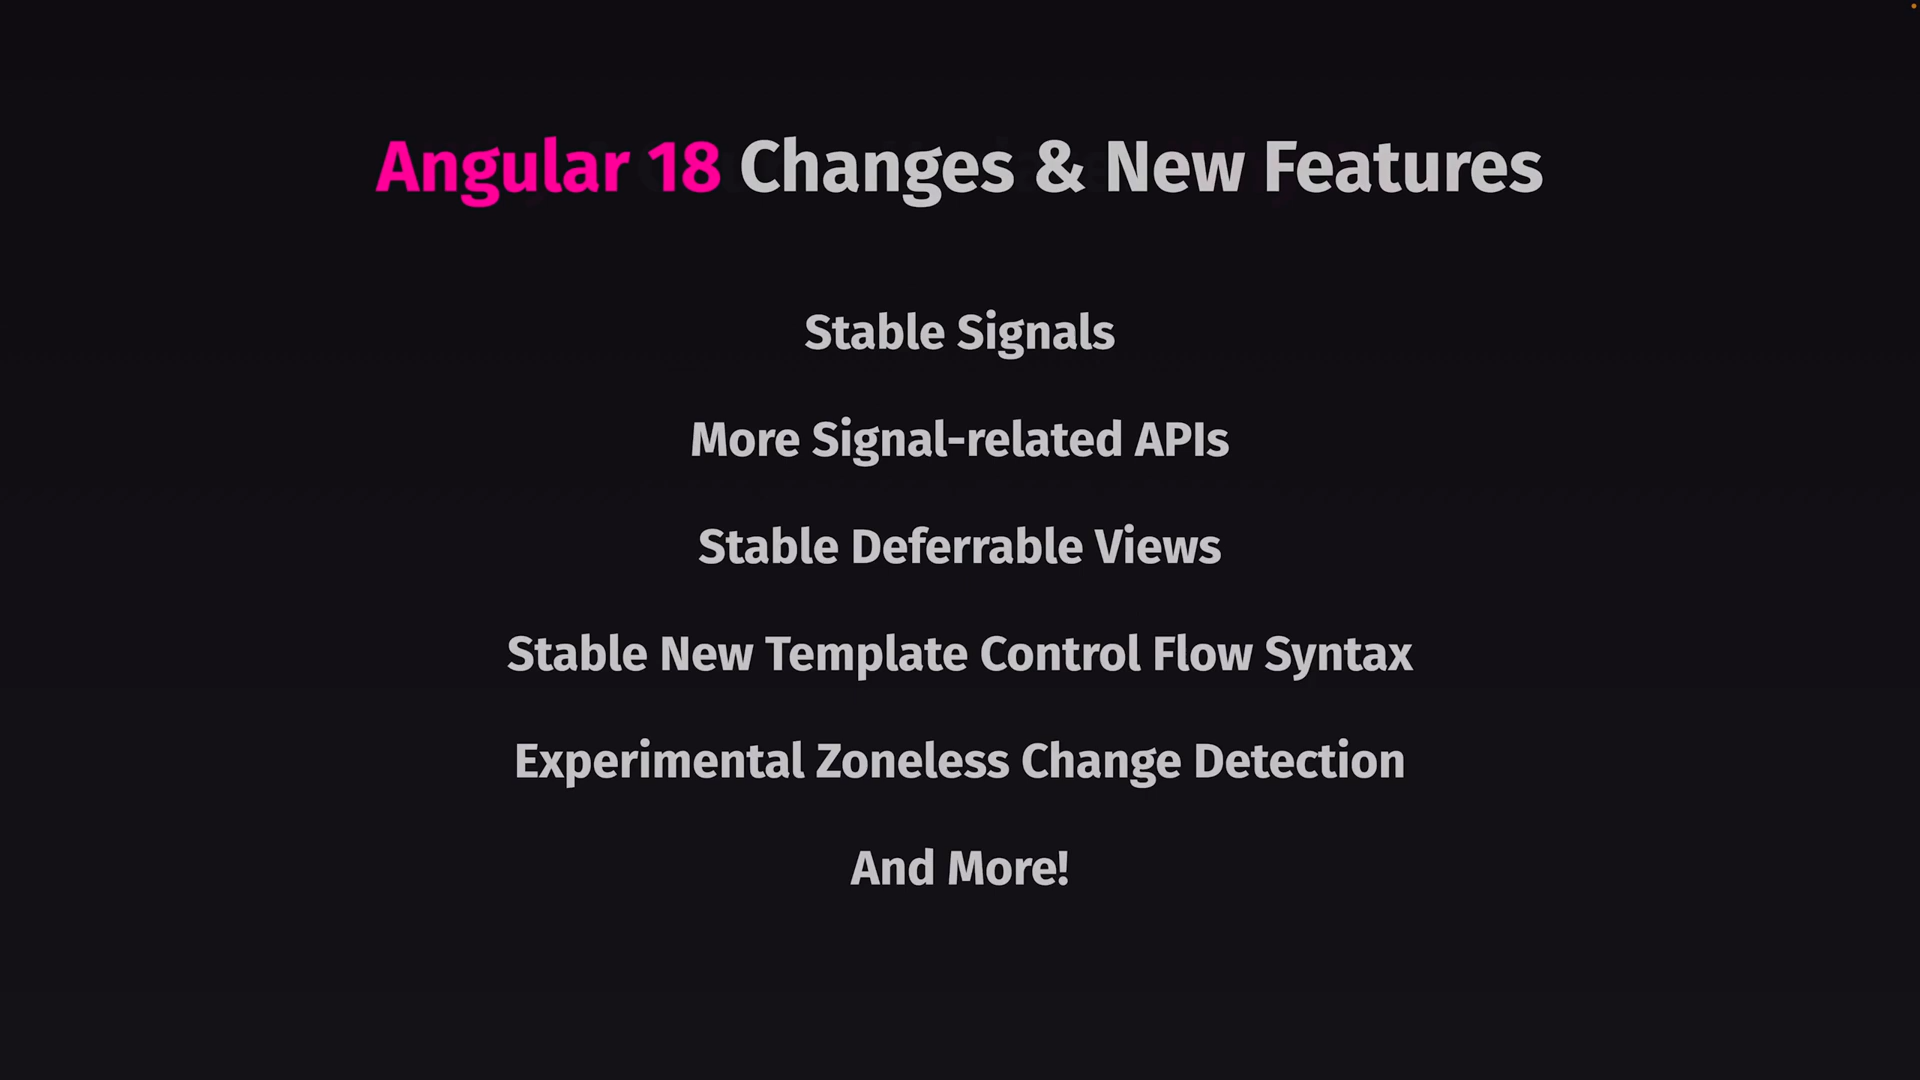 Angular 18 Changes & New Features
Stable Signals
More Signal-related APIs
Stable Deferrable Views
Stable New Template Control Flow Syntax
Experimental Zoneless Change Detection
And More!